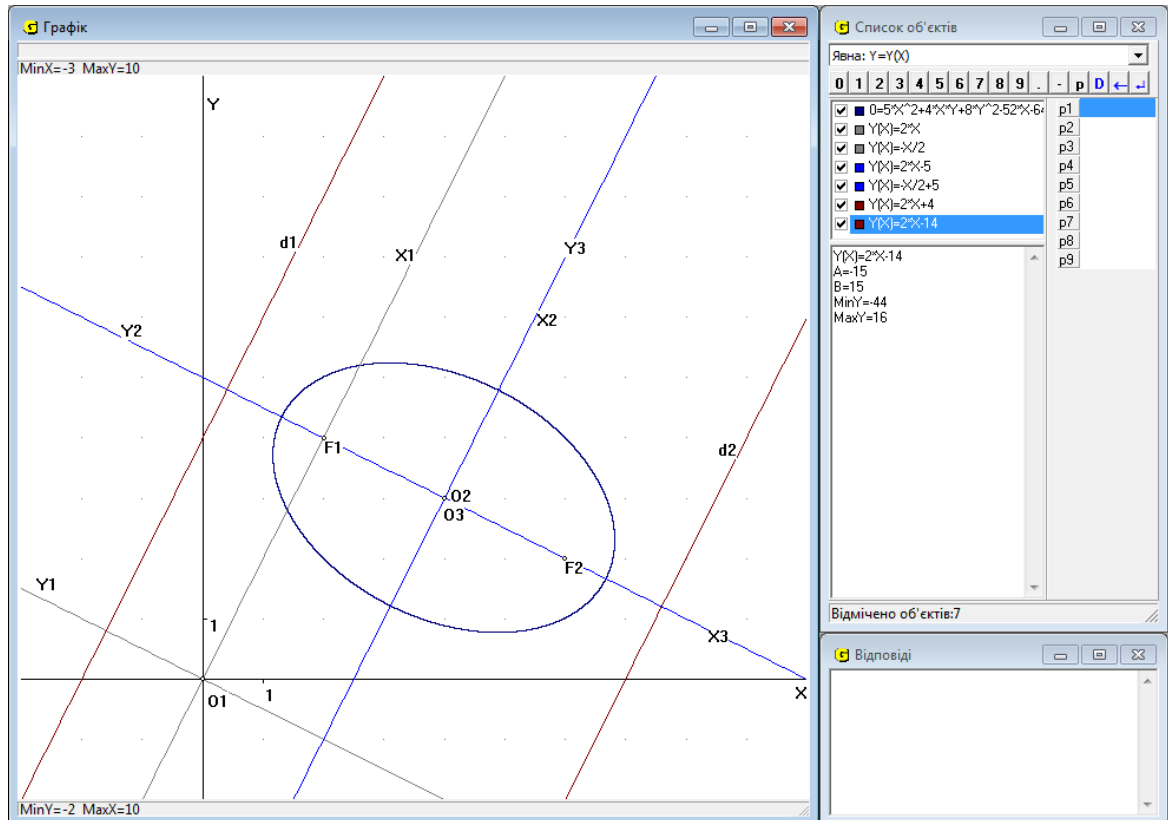 Графік
MinX=-3 MaxY=10
Y
d1
X1
Y3
X2
Y2
F1
d2
O2
O3
F2
Y1
1
X3
O1
1
X
MinY=-2 MaxX=10
Список об'єктів
Явна: Y=Y(X)
0 1 2 3 4 5 6 7 8 9 . - p D ← ↵
0=5*X^2+4*X*Y+8*Y^2-52*X-64
Y(X)=2*X
Y(X)=-X/2
Y(X)=2*X-5
Y(X)=-X/2+5
Y(X)=2*X+4
Y(X)=2*X-14
p1
p2
p3
p4
p5
p6
p7
p8
p9
Y(X)=2*X-14
A=-15
B=15
MinY=-44
MaxY=16
Відмічено об'єктів:7
Відповіді